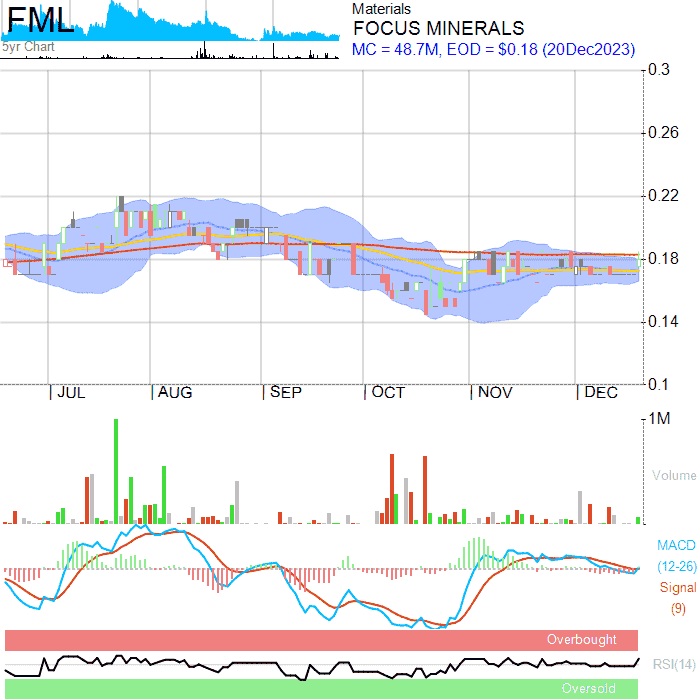 FML
5yr Chart
Materials
FOCUS MINERALS
MC = 48.7M, EOD = $0.18 (20Dec2023)
0.3
0.26
0.22
0.18
0.14
0.1
JUL AUG SEP OCT NOV DEC
1M
Volume
MACD
(12-26)
Signal
(9)
Overbought
RSI(14)
Oversold